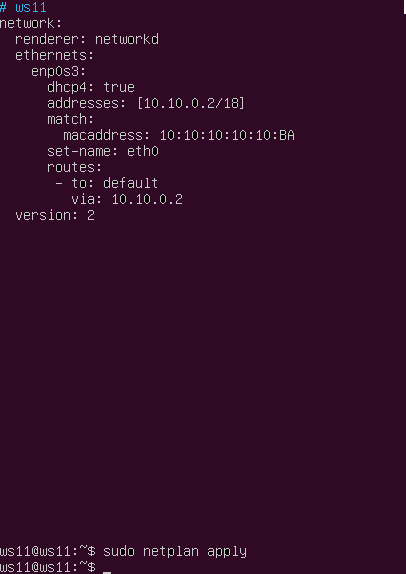 # ws11
network:
  renderer: networkd
  ethernets:
    enp0s3:
      dhcp4: true
      addresses: [10.10.0.2/18]
      match:
        macaddress: 10:10:10:10:10:BA
      set-name: eth0
      routes:
       - to: default
         via: 10.10.0.2
  version: 2
ws11@ws11:~$ sudo netplan apply
ws11@ws11:~$ _